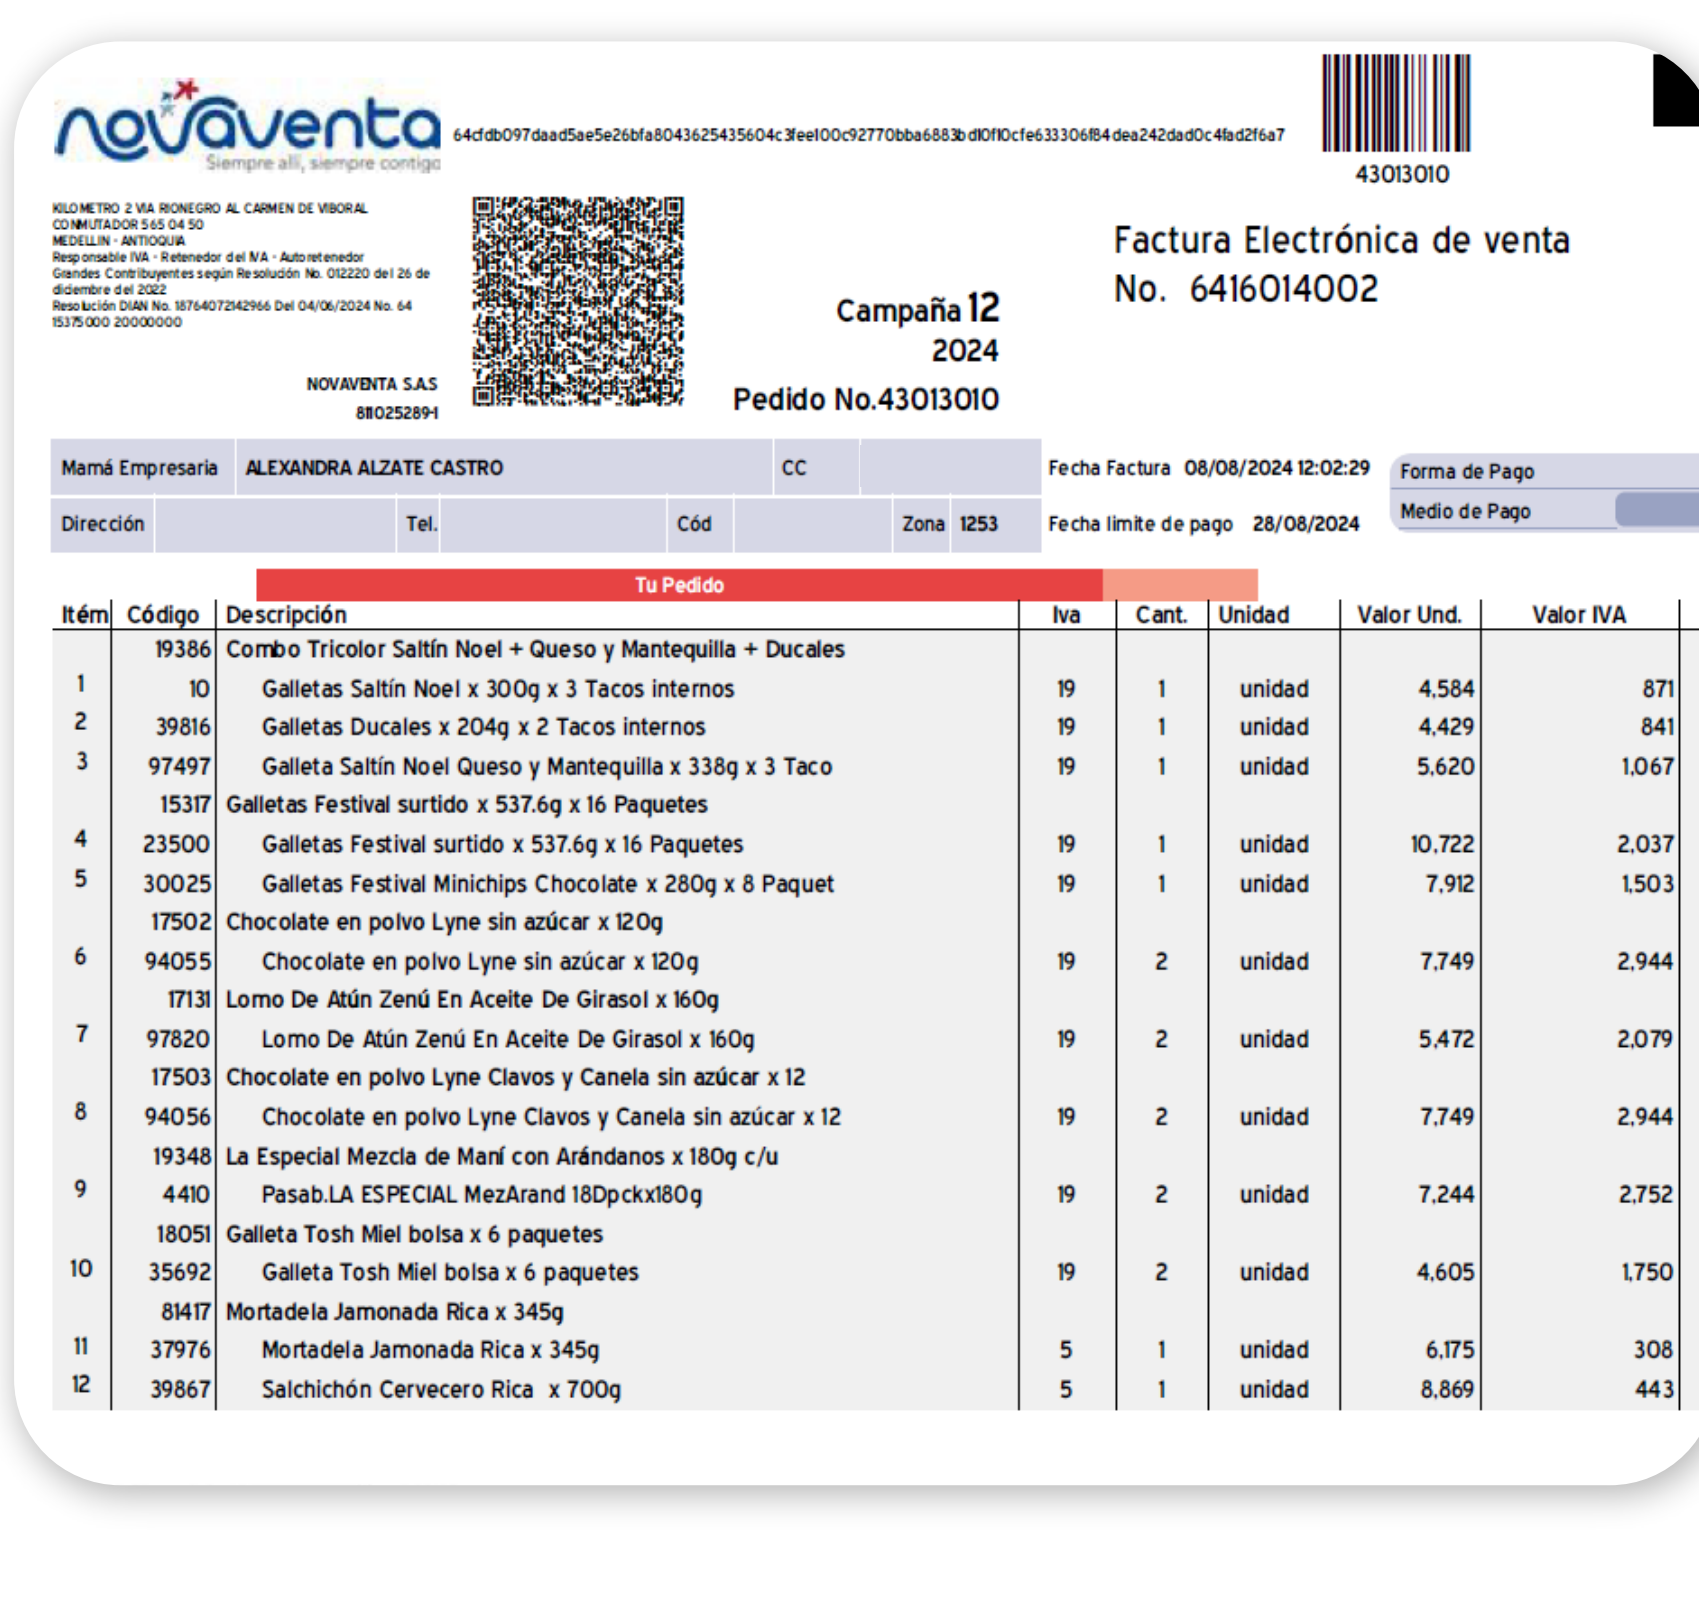 novaventa
Siempre allí, siempre contigo
64cfdb097daad5ae5e26bfa8043625435604c3fee100c92770bba6883bd10f10cfe633306f84dea242dad0c4fad2f6a7
43013010
KILOMETRO 2 VIA RIONEGRO AL CARMEN DE VIBORAL
CONMUTADOR 565 04 50
MEDELLIN - ANTIOQUIA
Responsable IVA - Retenedor del IVA - Autoretenedor
Grandes Contribuyentes según Resolución No. 012220 del 26 de
diciembre del 2022
Resolución DIAN No. 18764072142966 Del 04/06/2024 No. 64
15375000 20000000
NOVAVENTA S.A.S
811025289-1
Factura Electrónica de venta
No. 6416014002
Campaña 12
2024
Pedido No.43013010
Mamá Empresaria ALEXANDRA ALZATE CASTRO CC Fecha Factura 08/08/2024 12:02:29 Forma de Pago
Dirección Tel. Cód Zona 1253 Fecha limite de pago 28/08/2024 Medio de Pago
Tu Pedido
Itém Código Descripción Iva Cant. Unidad Valor Und. Valor IVA
19386 Combo Tricolor Saltín Noel + Queso y Mantequilla + Ducales
1 10 Galletas Saltín Noel x 300g x 3 Tacos internos 19 1 unidad 4,584 871
2 39816 Galletas Ducales x 204g x 2 Tacos internos 19 1 unidad 4,429 841
3 97497 Galleta Saltín Noel Queso y Mantequilla x 338g x 3 Taco 19 1 unidad 5,620 1,067
15317 Galletas Festival surtido x 537.6g x 16 Paquetes
4 23500 Galletas Festival surtido x 537.6g x 16 Paquetes 19 1 unidad 10,722 2,037
5 30025 Galletas Festival Minichips Chocolate x 280g x 8 Paquet 19 1 unidad 7,912 1,503
17502 Chocolate en polvo Lyne sin azúcar x 120g
6 94055 Chocolate en polvo Lyne sin azúcar x 120g 19 2 unidad 7,749 2,944
17131 Lomo De Atún Zenú En Aceite De Girasol x 160g
7 97820 Lomo De Atún Zenú En Aceite De Girasol x 160g 19 2 unidad 5,472 2,079
17503 Chocolate en polvo Lyne Clavos y Canela sin azúcar x 12
8 94056 Chocolate en polvo Lyne Clavos y Canela sin azúcar x 12 19 2 unidad 7,749 2,944
19348 La Especial Mezcla de Maní con Arándanos x 180g c/u
9 4410 Pasab.LA ESPECIAL MezArand 18Dpckx180g 19 2 unidad 7,244 2,752
18051 Galleta Tosh Miel bolsa x 6 paquetes
10 35692 Galleta Tosh Miel bolsa x 6 paquetes 19 2 unidad 4,605 1,750
81417 Mortadela Jamonada Rica x 345g
11 37976 Mortadela Jamonada Rica x 345g 5 1 unidad 6,175 308
12 39867 Salchichón Cervecero Rica x 700g 5 1 unidad 8,869 443